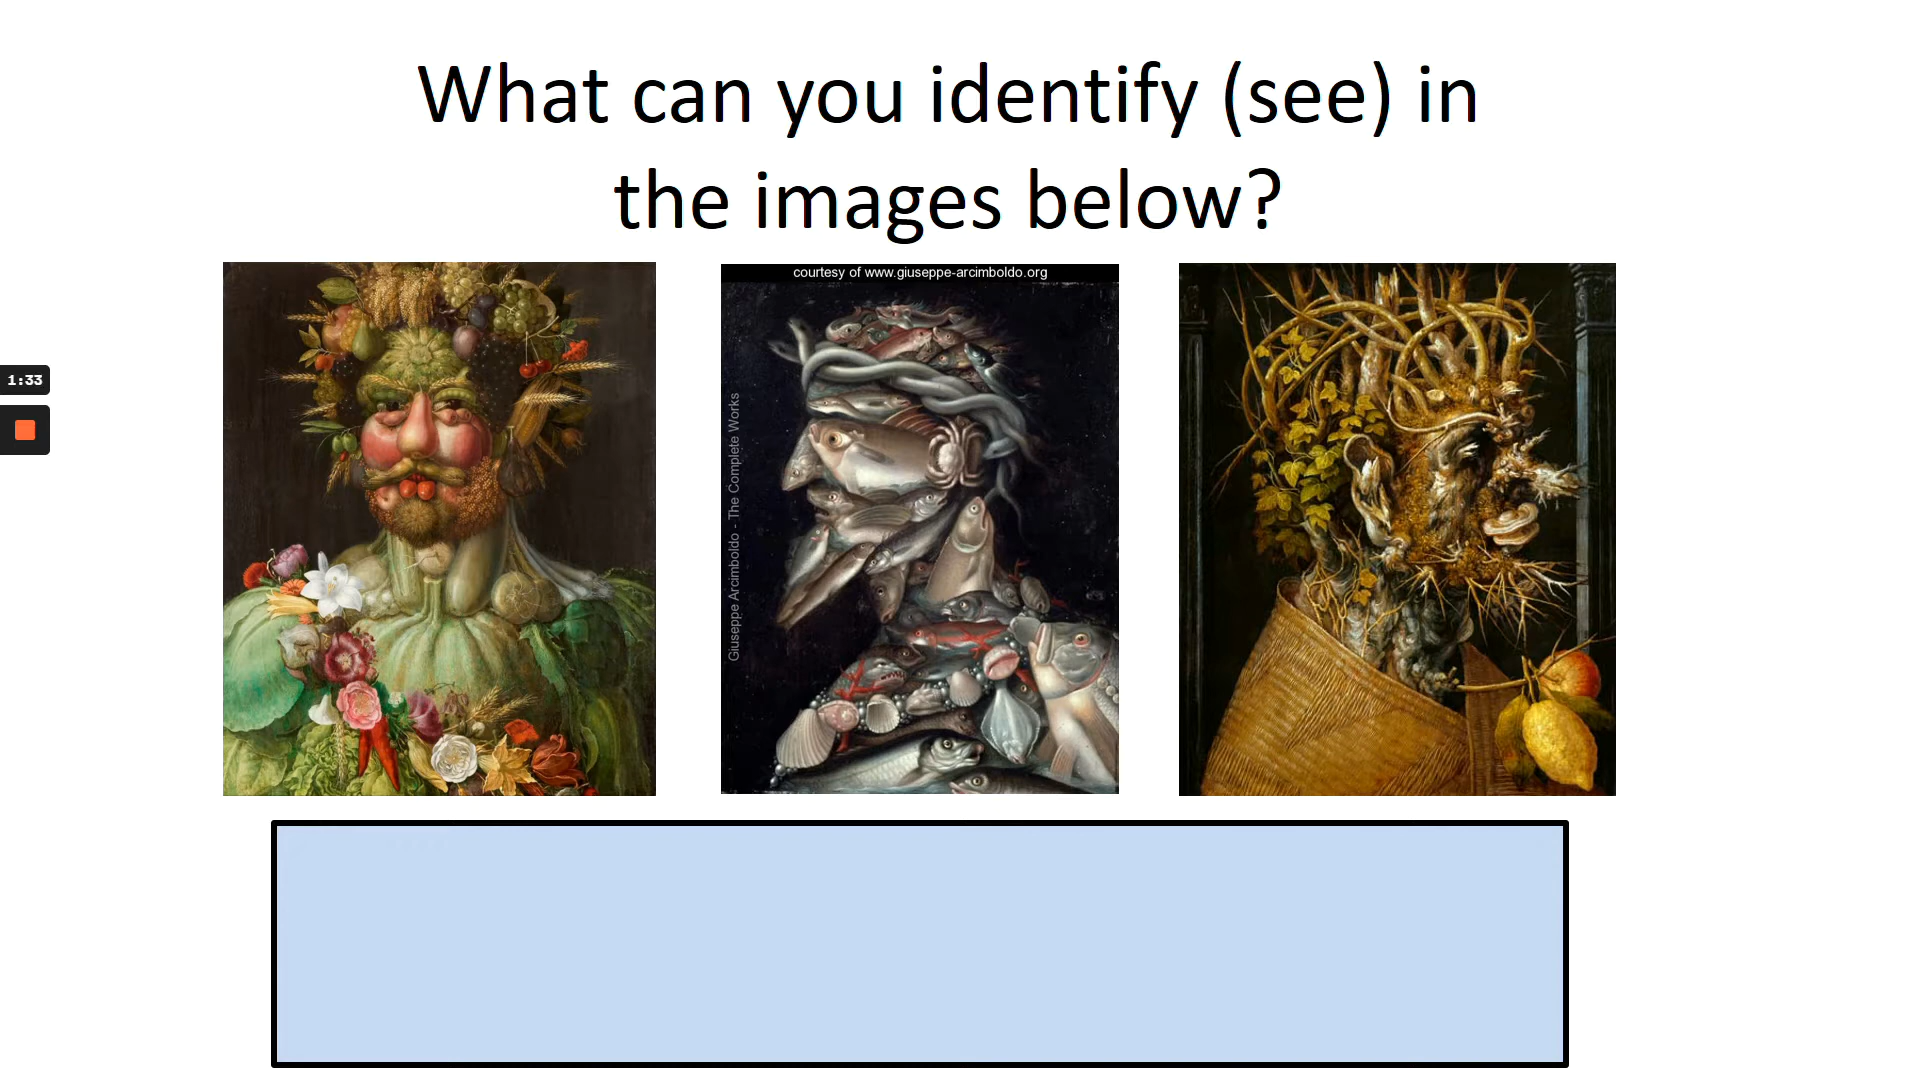 What can you identify (see) in
the images below?
courtesy of www.giuseppe-arcimboldo.org
Giuseppe Arcimboldo - The Complete Works
1:33